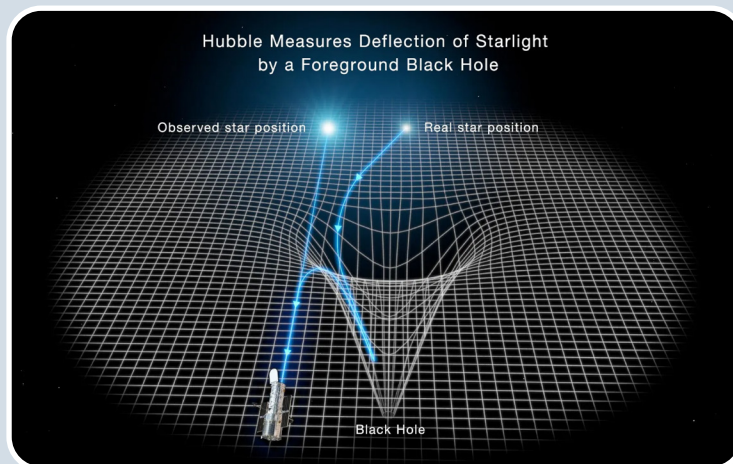 Hubble Measures Deflection of Starlight
by a Foreground Black Hole
Observed star position
Real star position
Black Hole